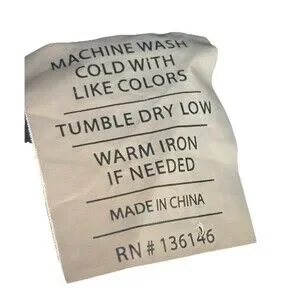 MACHINE WASH
COLD WITH
LIKE COLORS
TUMBLE DRY LOW
WARM IRON
IF NEEDED
MADE IN CHINA
RN # 136146